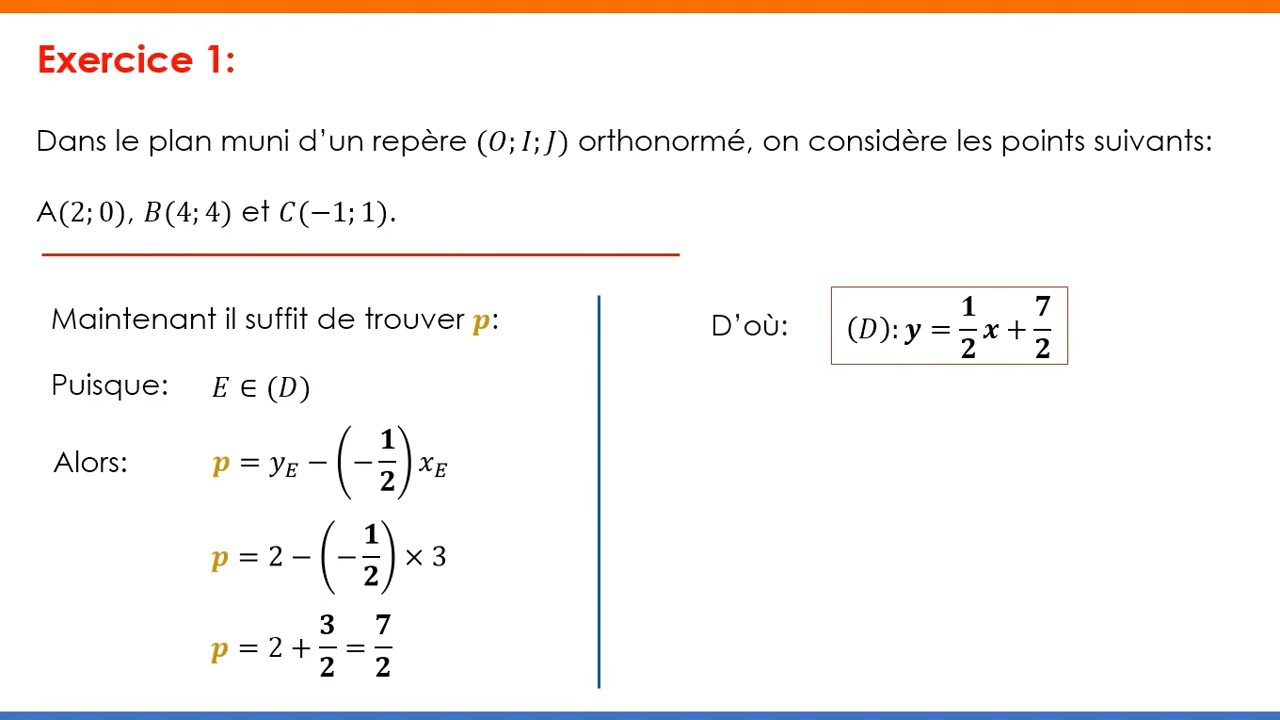 Exercice 1:
Dans le plan muni d’un repère (O; I; J) orthonormé, on considère les points suivants:
A(2; 0), B(4; 4) et C(−1; 1).
Maintenant il suffit de trouver p:
Puisque: E ∈ (D)
Alors: p = y_E − (−1/2) x_E
p = 2 − (−1/2) × 3
p = 2 + 3/2 = 7/2
D’où: (D): y = 1/2 x + 7/2